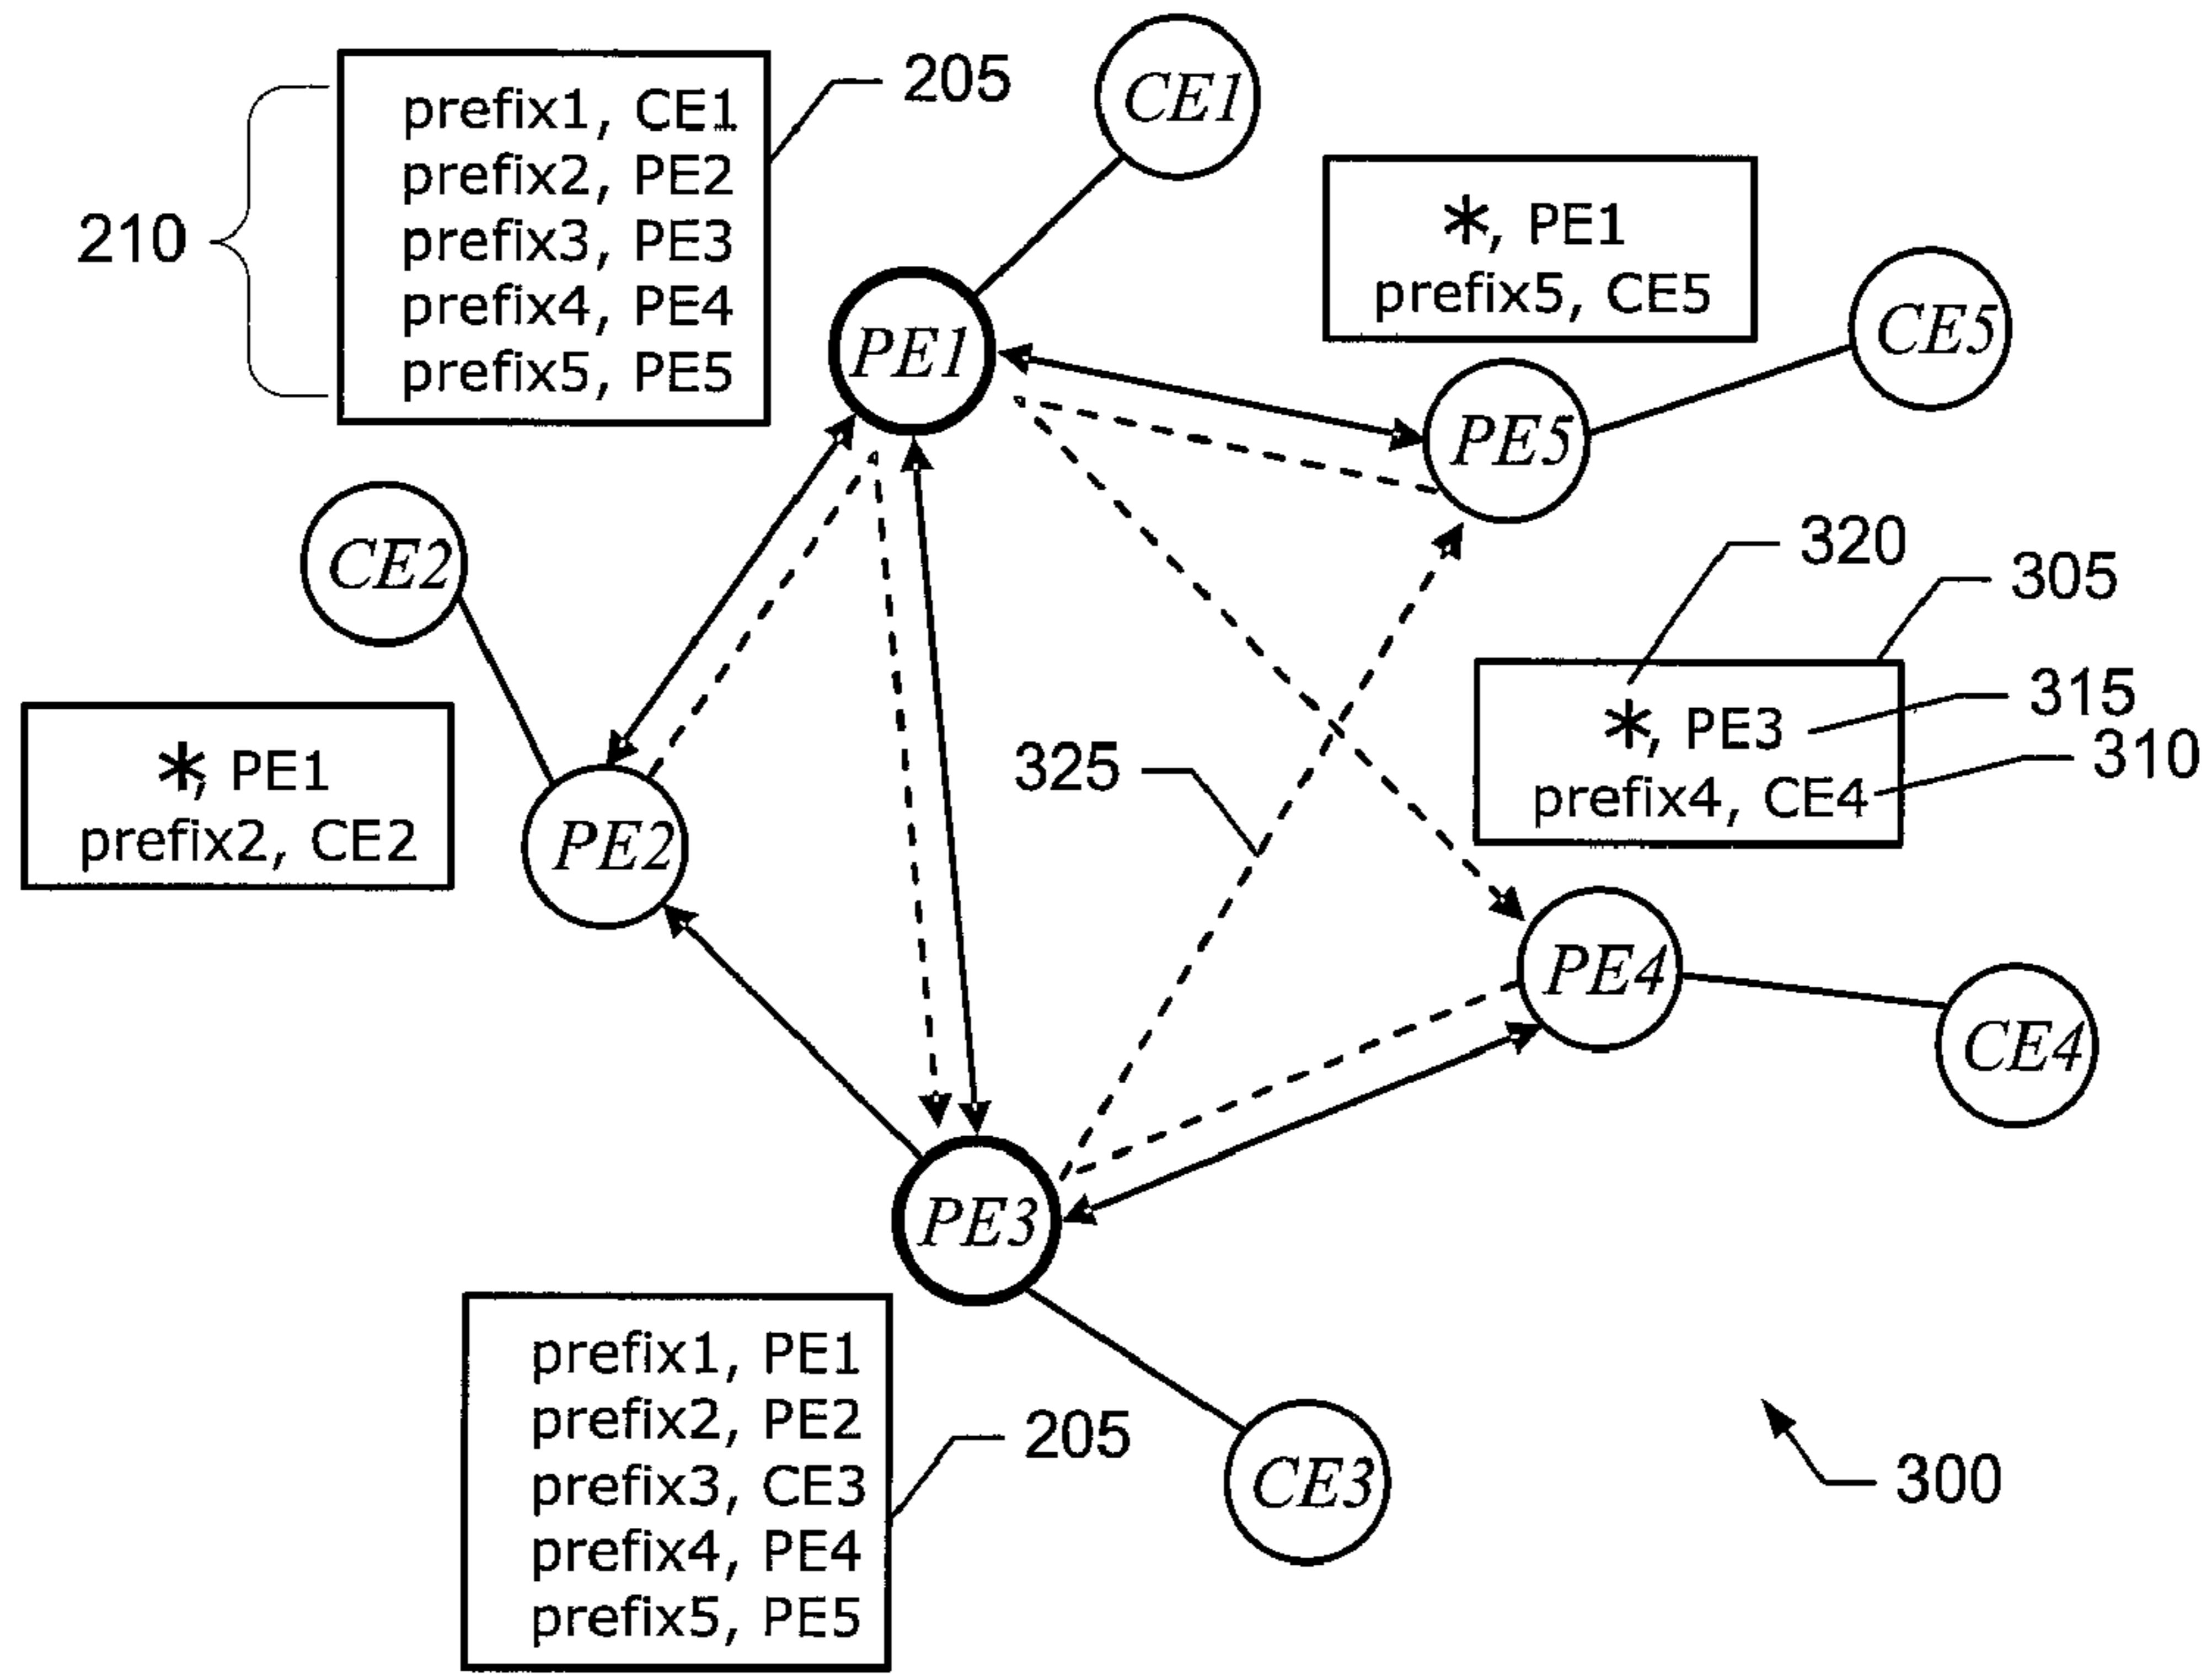 CE1
205
prefix1, CE1
prefix2, PE2
prefix3, PE3
prefix4, PE4
prefix5, PE5
210
*, PE1
prefix5, CE5
CE5
PE1
PE5
320
305
CE2
*, PE3
prefix4, CE4
315
310
325
*, PE1
prefix2, CE2
PE2
PE4
CE4
PE3
prefix1, PE1
prefix2, PE2
prefix3, CE3
prefix4, PE4
prefix5, PE5
205
CE3
300